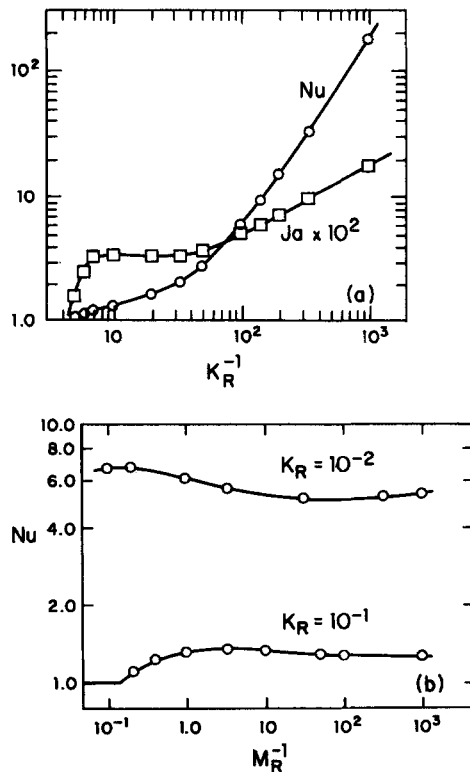 10²
10
1.0
Nu
Ja x 10²
(a)
10
10²
10³
K_R⁻¹
10.0
8.0
6.0
4.0
2.0
1.0
Nu
K_R = 10⁻²
K_R = 10⁻¹
(b)
10⁻¹
1.0
10
10²
10³
M_R⁻¹